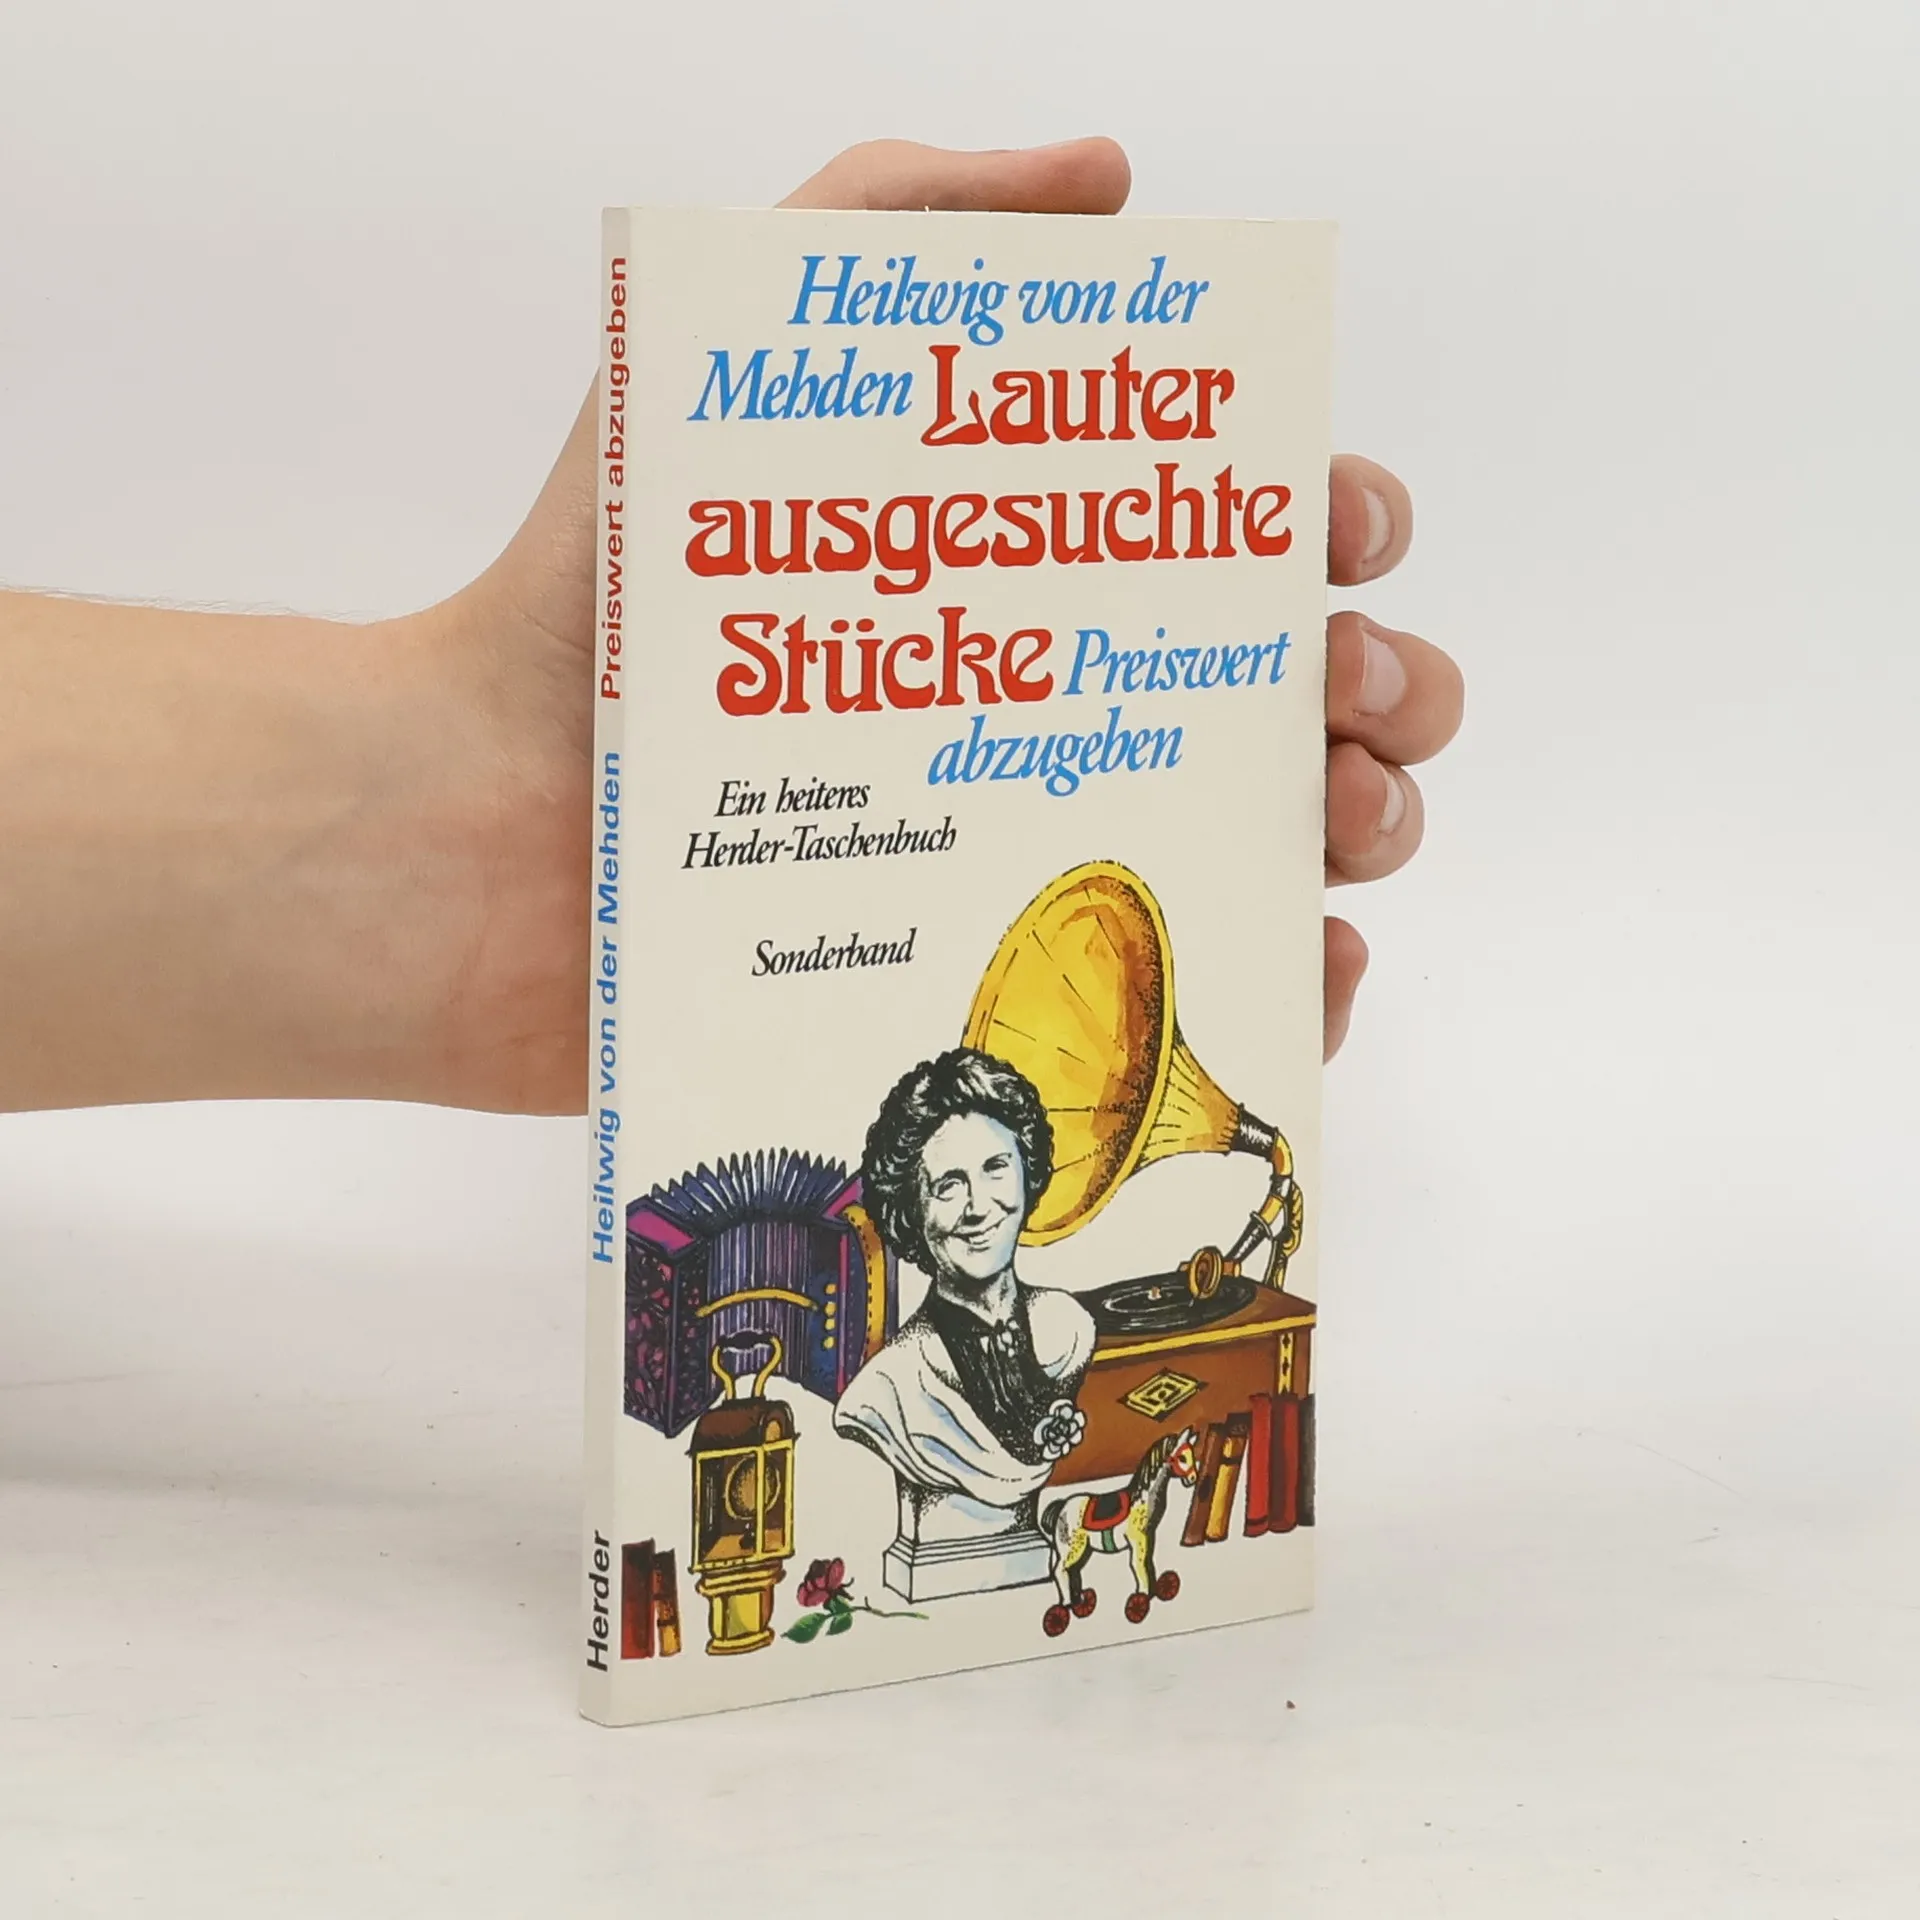 Heilwig von der
Mehden Lauter
ausgesuchte
Stücke Preiswert
abzugeben
Ein heiteres
Herder-Taschenbuch
Sonderband
Herder Heilwig von der Mehden Preiswert abzugeben